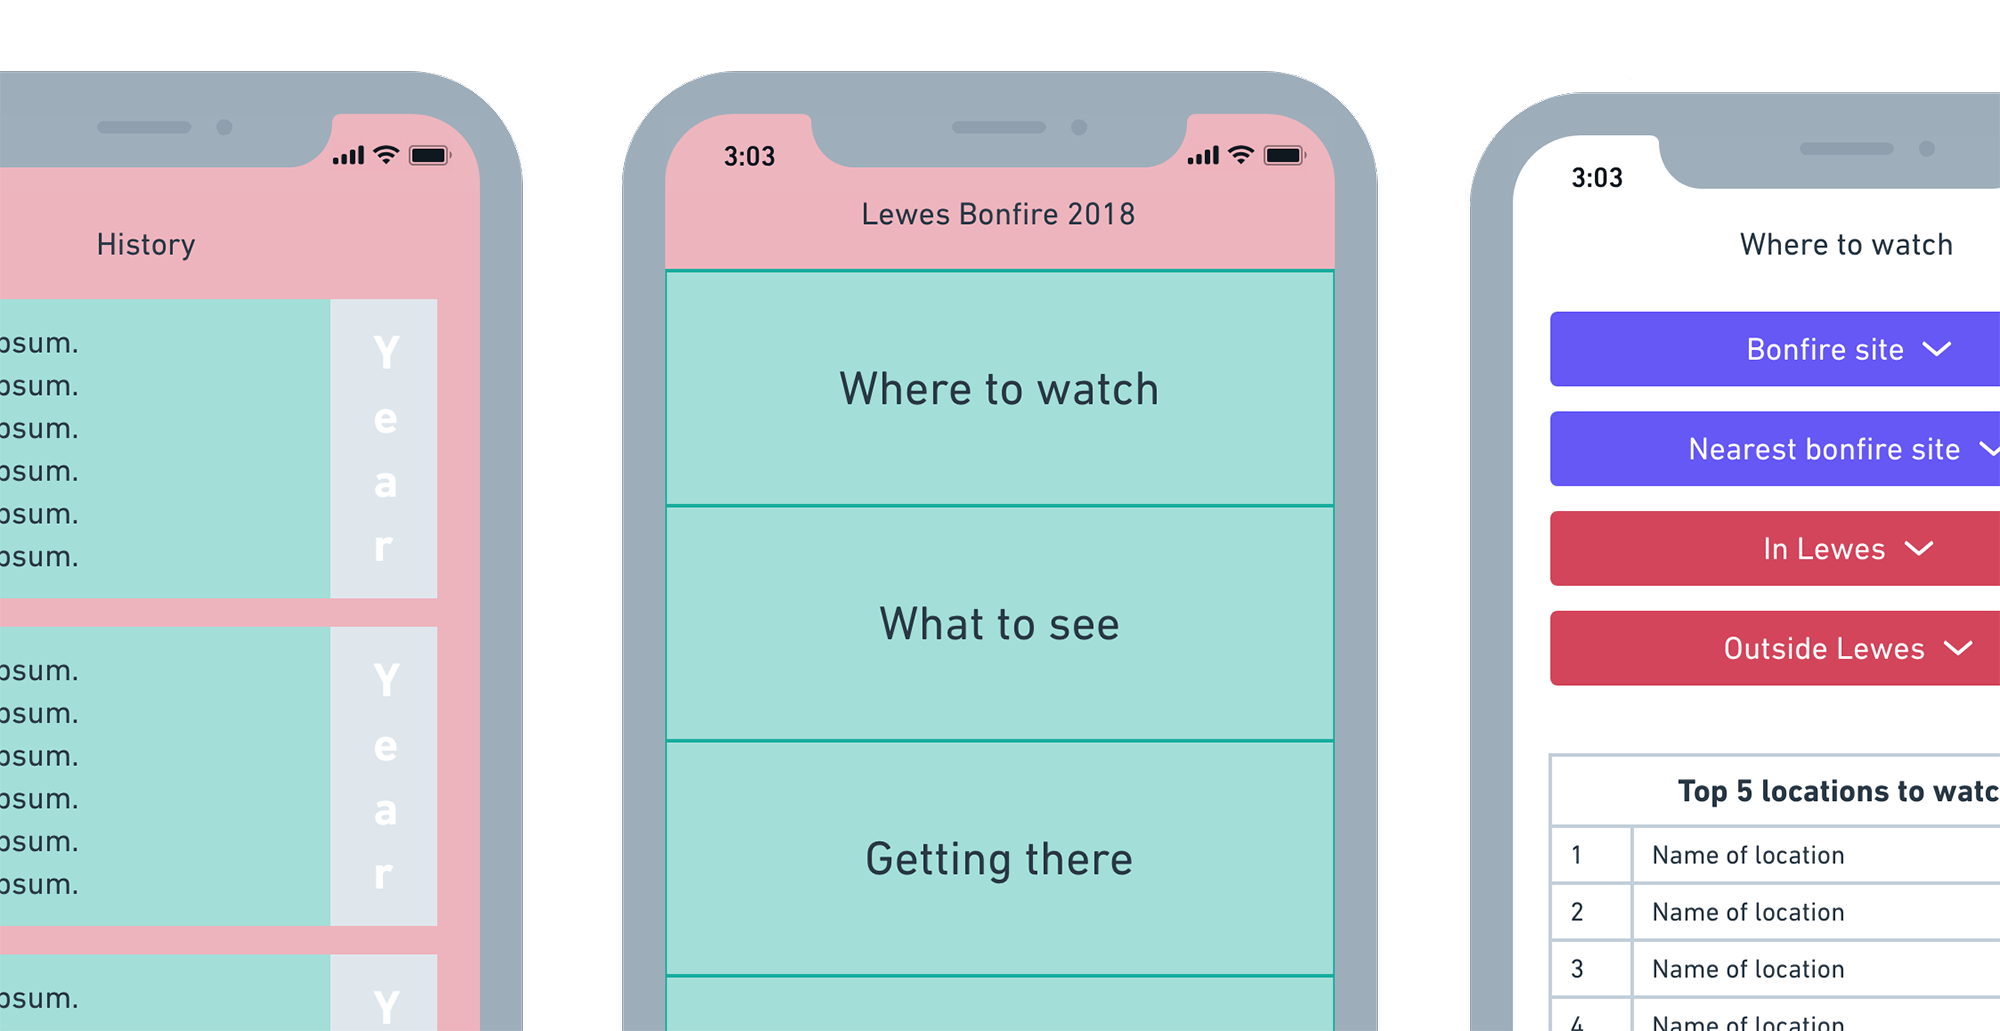 History
psum.
psum.
psum.
psum.
psum.
psum.
Year
psum.
psum.
psum.
psum.
psum.
psum.
Year
psum.
Y
3:03
Lewes Bonfire 2018
Where to watch
What to see
Getting there
3:03
Where to watch
Bonfire site
Nearest bonfire site
In Lewes
Outside Lewes
Top 5 locations to watc
1 Name of location
2 Name of location
3 Name of location
4 Name of location